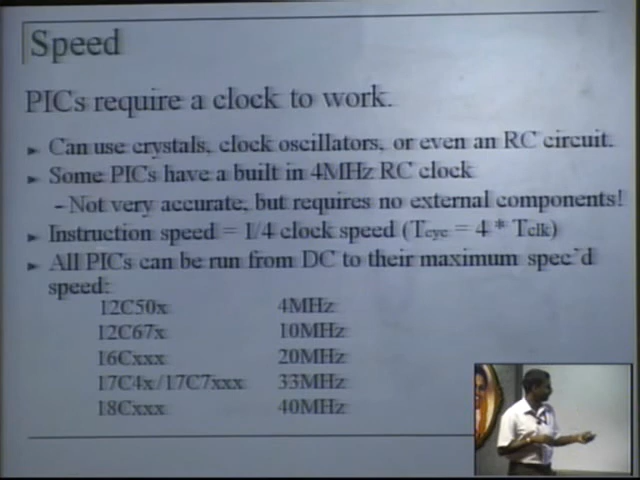 Speed
PICs require a clock to work.
► Can use crystals, clock oscillators, or even an RC circuit.
► Some PICs have a built in 4MHz RC clock
– Not very accurate, but requires no external components!
► Instruction speed = 1/4 clock speed (Tcyc = 4 * Tclk)
► All PICs can be run from DC to their maximum spec'd
speed:
12C50x 4MHz
12C67x 10MHz
16Cxxx 20MHz
17C4x/17C7xxx 33MHz
18Cxxx 40MHz